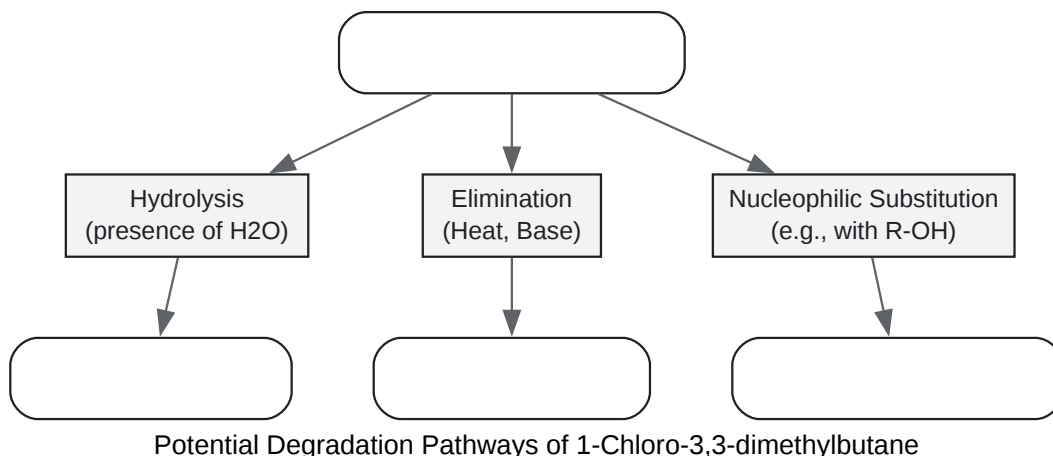 Hydrolysis
(presence of H2O)
Elimination
(Heat, Base)
Nucleophilic Substitution
(e.g., with R-OH)
Potential Degradation Pathways of 1-Chloro-3,3-dimethylbutane